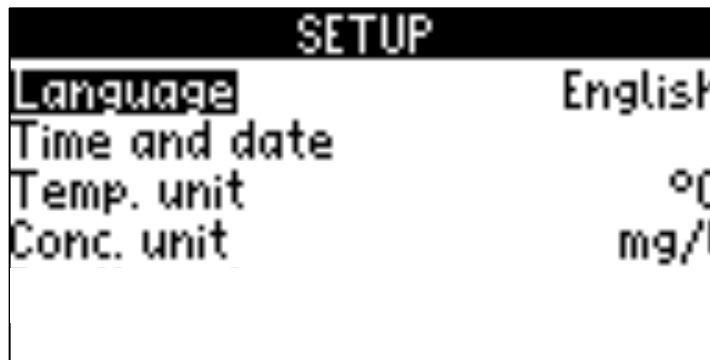 SETUP
Language English
Time and date
Temp. unit °C
Conc. unit mg/l